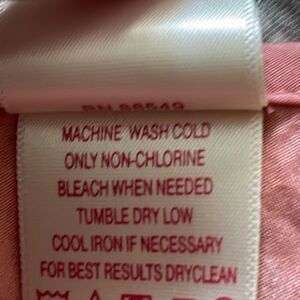 MACHINE WASH COLD
ONLY NON-CHLORINE
BLEACH WHEN NEEDED
TUMBLE DRY LOW
COOL IRON IF NECESSARY
FOR BEST RESULTS DRYCLEAN